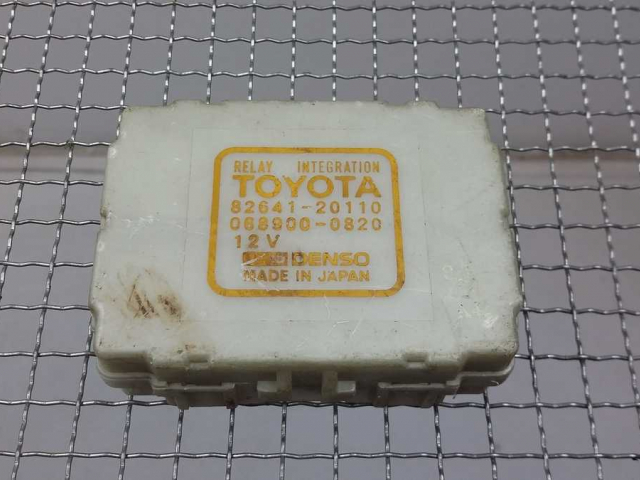 RELAY INTEGRATION
TOYOTA
82641-20110
068900-0820
12V
DENSO
MADE IN JAPAN